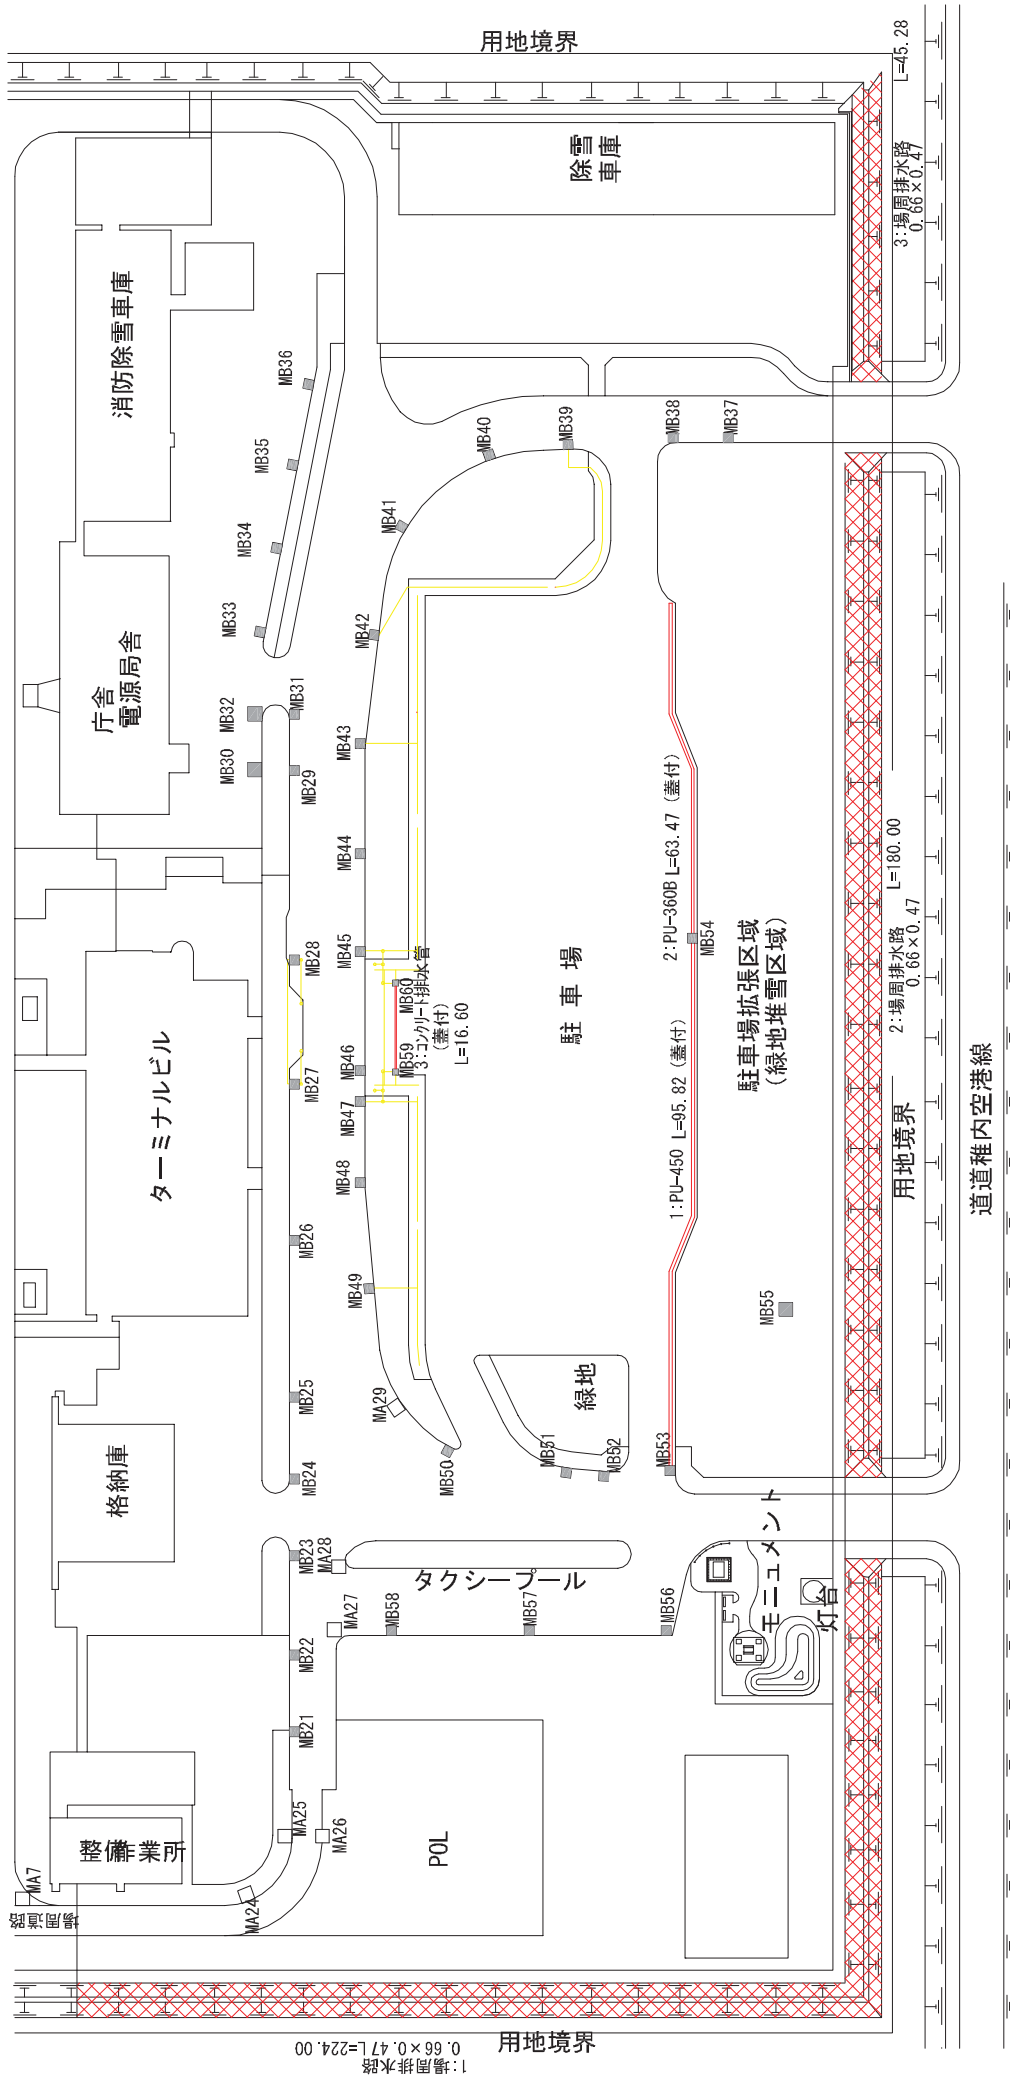 用地境界
L=45.28
3:場周排水路
0.66×0.47
除雪
車庫
消防除雪車庫
MB36
MB35
MB34
MB33
MB40
MB39
MB38
MB37
MB41
MB42
庁舎
電源局舎
MB32
MB31
MB30
MB29
MB43
MB44
MB45
MB28
MB27
MB60
MB59
3:コンクリート排水管
(蓋付)
L=16.60
MB46
MB47
MB48
MB26
MB49
ターミナルビル
駐車場
2:PU-360B L=63.47 (蓋付)
MB54
1:PU-450 L=95.82 (蓋付)
駐車場拡張区域
(緑地堆雪区域)
L=180.00
2:場周排水路
0.66×0.47
用地境界
道道稚内空港線
MB55
緑地
MA29
MB50
MB51
MB52
MB53
MB25
MB24
格納庫
MB23
MA28
タクシープール
MA27
MB58
MB57
MB56
モニュメント
灯台
MB22
MB21
MA25
MA26
POL
整備作業所
MA7
MA24
場周道路
用地境界
1:場周排水路
0.66×0.47 L=224.00